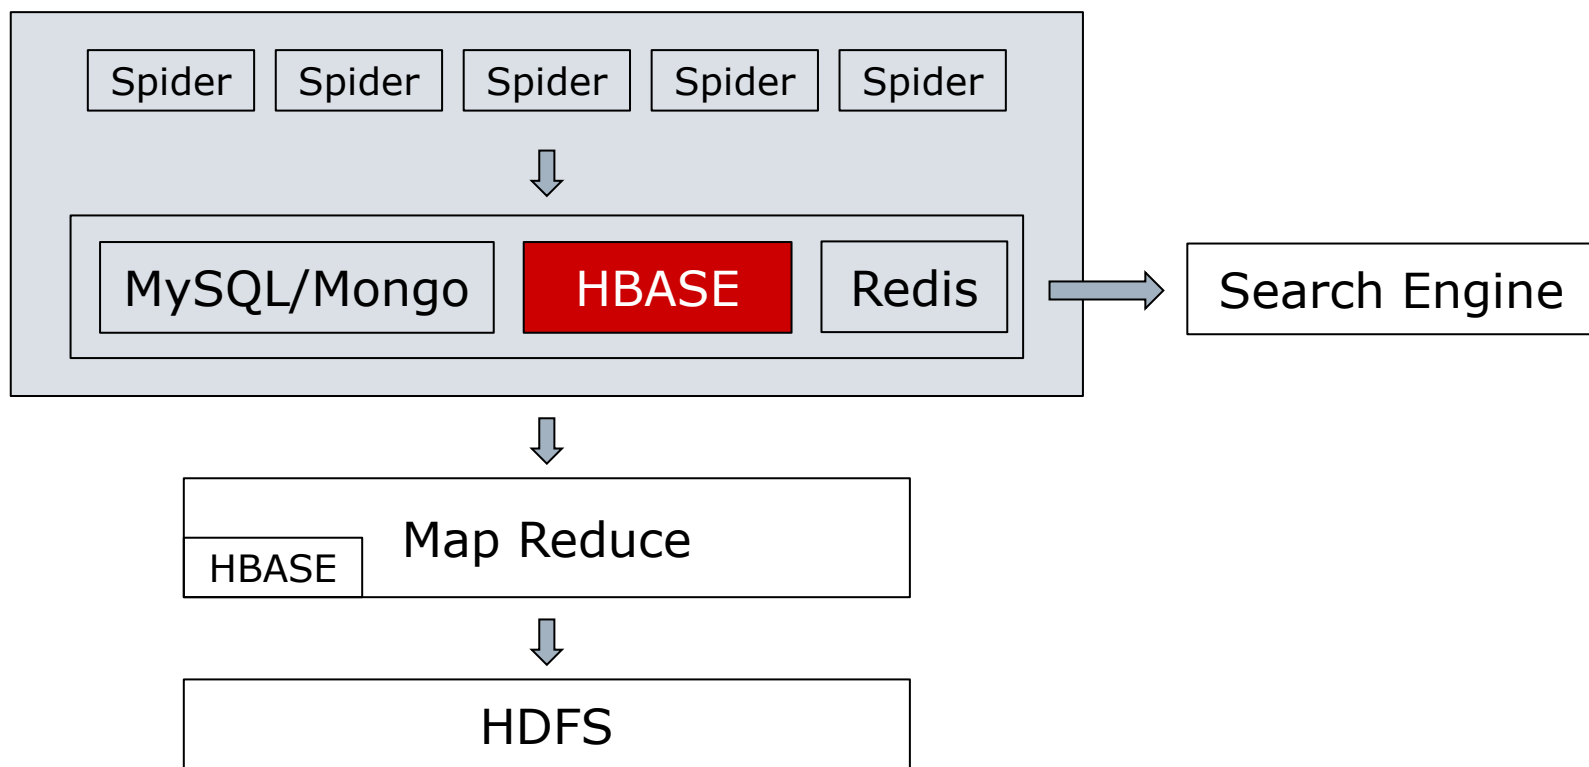 Spider Spider Spider Spider Spider
MySQL/Mongo HBASE Redis
Search Engine
Map Reduce
HBASE
HDFS